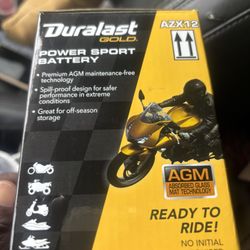 Duralast
GOLD.
AZX12
POWER SPORT
BATTERY
• Premium AGM maintenance-free
technology
• Spill-proof design for safer
performance in extreme
conditions
• Great for off-season
storage
AGM
ABSORBED GLASS
MAT TECHNOLOGY
READY TO
RIDE!
NO INITIAL